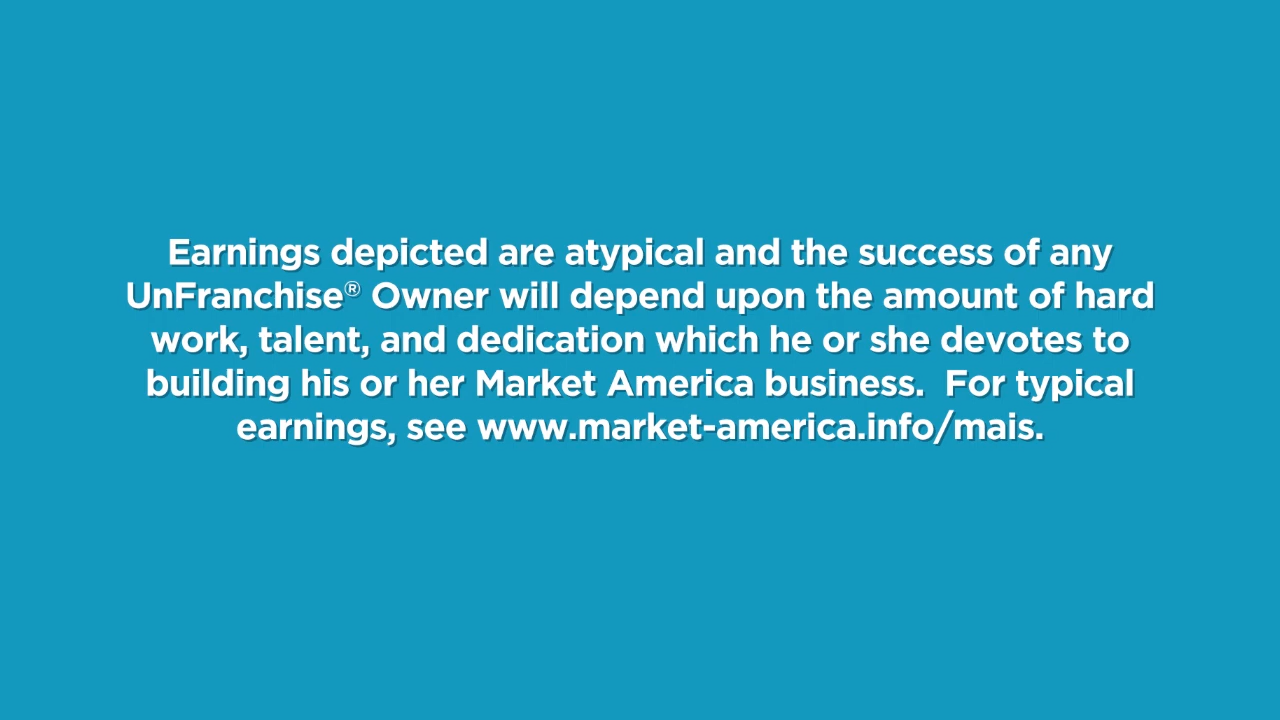 Earnings depicted are atypical and the success of any
UnFranchise® Owner will depend upon the amount of hard
work, talent, and dedication which he or she devotes to
building his or her Market America business.  For typical
earnings, see www.market-america.info/mais.